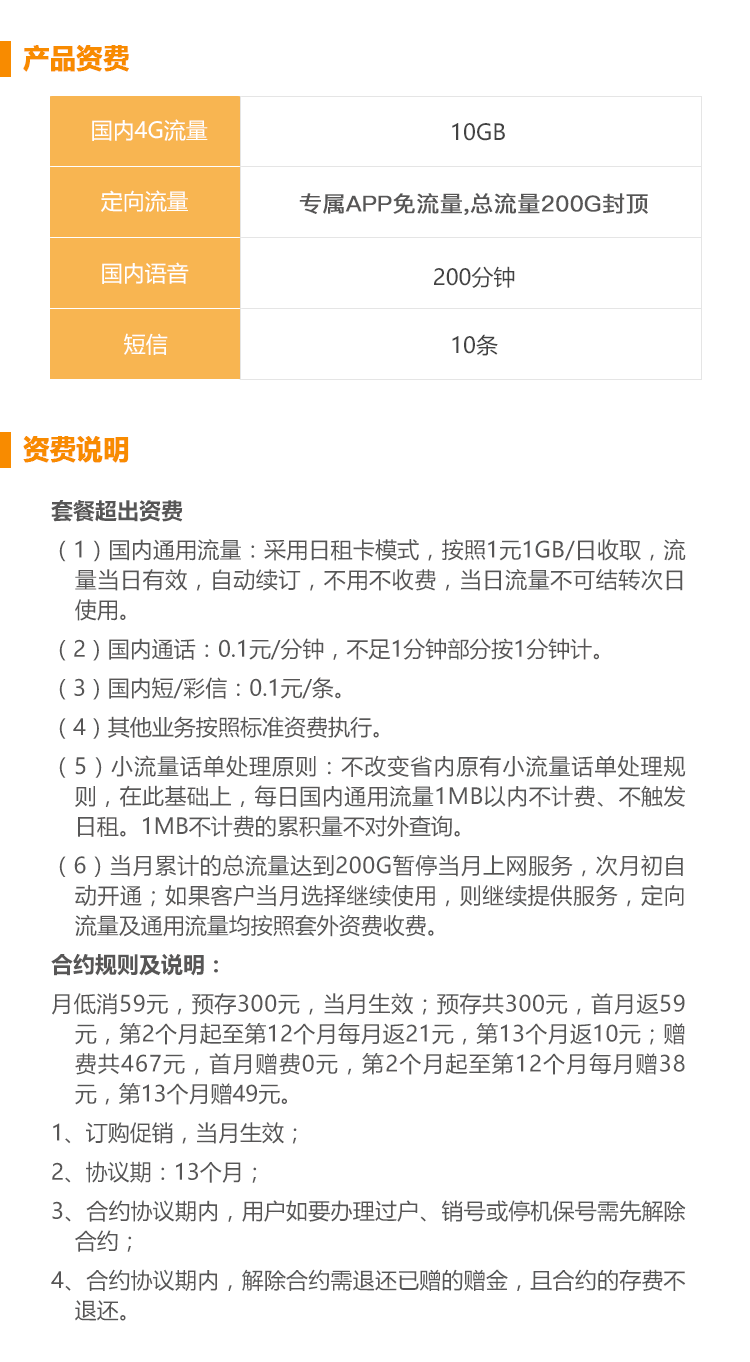 产品资费
国内4G流量 10GB
定向流量 专属APP免流量,总流量200G封顶
国内语音 200分钟
短信 10条
资费说明
套餐超出资费
（1）国内通用流量：采用日租卡模式，按照1元1GB/日收取，流
量当日有效，自动续订，不用不收费，当日流量不可结转次日
使用。
（2）国内通话：0.1元/分钟，不足1分钟部分按1分钟计。
（3）国内短/彩信：0.1元/条。
（4）其他业务按照标准资费执行。
（5）小流量话单处理原则：不改变省内原有小流量话单处理规
则，在此基础上，每日国内通用流量1MB以内不计费、不触发
日租。1MB不计费的累积量不对外查询。
（6）当月累计的总流量达到200G暂停当月上网服务，次月初自
动开通；如果客户当月选择继续使用，则继续提供服务，定向
流量及通用流量均按照套外资费收费。
合约规则及说明：
月低消59元，预存300元，当月生效；预存共300元，首月返59
元，第2个月起至第12个月每月返21元，第13个月返10元；赠
费共467元，首月赠费0元，第2个月起至第12个月每月赠38
元，第13个月赠49元。
1、订购促销，当月生效；
2、协议期：13个月；
3、合约协议期内，用户如要办理过户、销号或停机保号需先解除
合约；
4、合约协议期内，解除合约需退还已赠的赠金，且合约的存费不
退还。